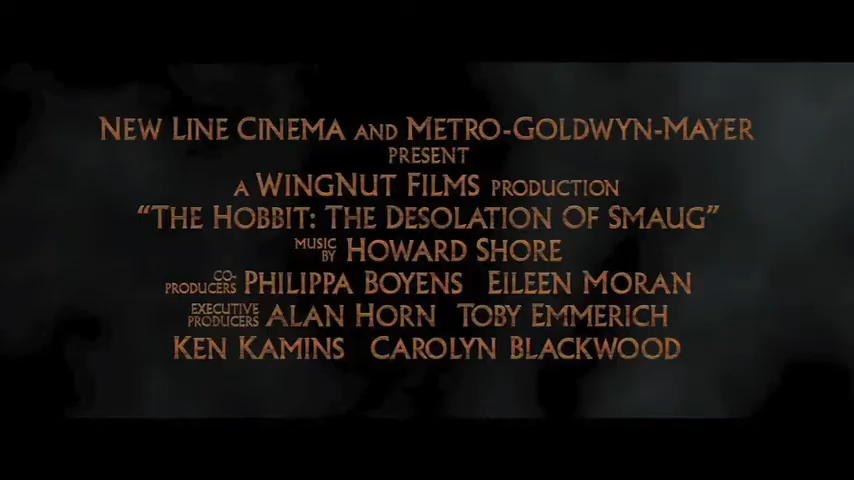 NEW LINE CINEMA AND METRO-GOLDWYN-MAYER
PRESENT
A WINGNUT FILMS PRODUCTION
"THE HOBBIT: THE DESOLATION OF SMAUG"
MUSIC BY HOWARD SHORE
CO-PRODUCERS PHILIPPA BOYENS EILEEN MORAN
EXECUTIVE PRODUCERS ALAN HORN TOBY EMMERICH
KEN KAMINS CAROLYN BLACKWOOD